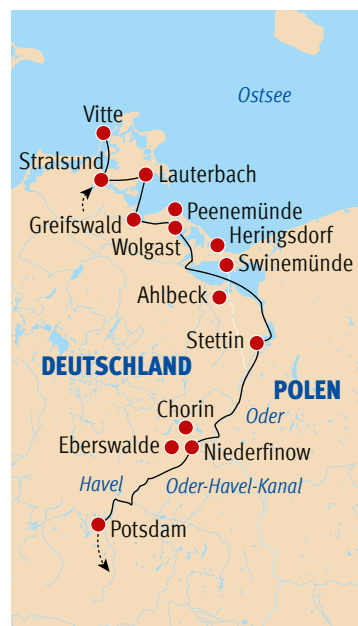 Ostsee
Vitte
Stralsund
Lauterbach
Peenemünde
Greifswald
Wolgast
Heringsdorf
Swinemünde
Ahlbeck
Stettin
DEUTSCHLAND
POLEN
Chorin
Oder
Eberswalde
Niederfinow
Havel
Oder-Havel-Kanal
Potsdam